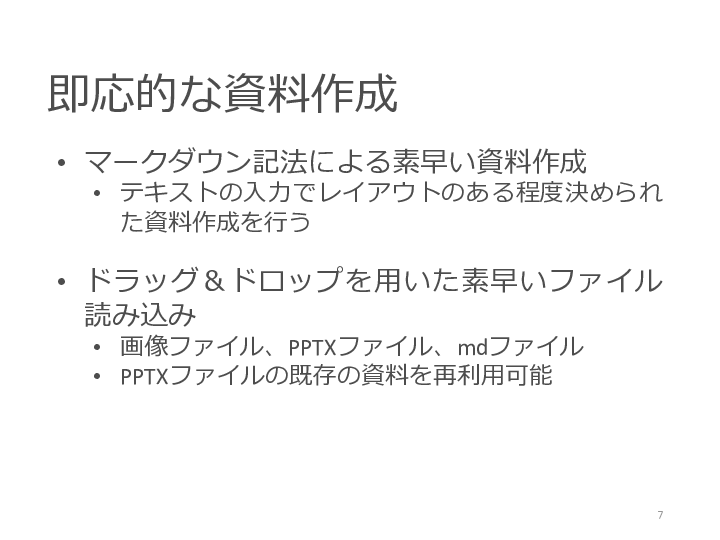 即応的な資料作成
• マークダウン記法による素早い資料作成
• テキストの入力でレイアウトのある程度決められ
た資料作成を行う
• ドラッグ＆ドロップを用いた素早いファイル
読み込み
• 画像ファイル、PPTXファイル、mdファイル
• PPTXファイルの既存の資料を再利用可能
7